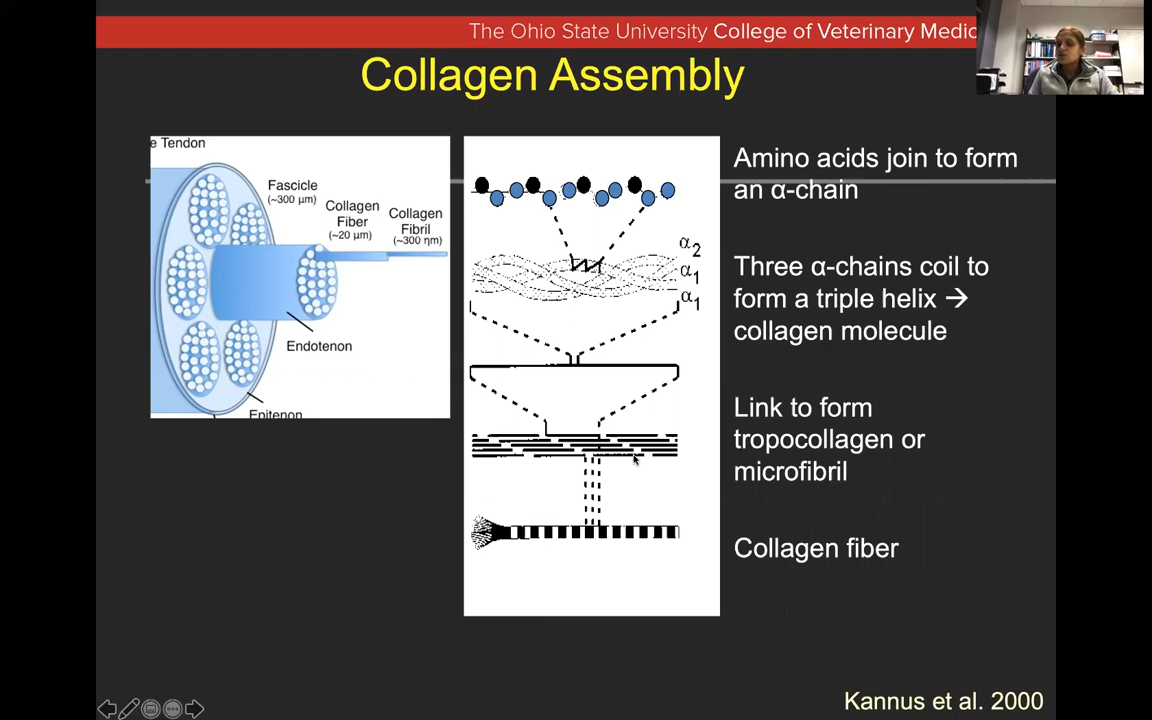 The Ohio State University College of Veterinary Medic
Collagen Assembly
e Tendon
Fascicle
(~300 µm)
Collagen
Fiber
(~20 µm)
Collagen
Fibril
(~300 ηm)
Endotenon
Epitenon
α2
α1
α1
Amino acids join to form
an α-chain
Three α-chains coil to
form a triple helix →
collagen molecule
Link to form
tropocollagen or
microfibril
Collagen fiber
Kannus et al. 2000